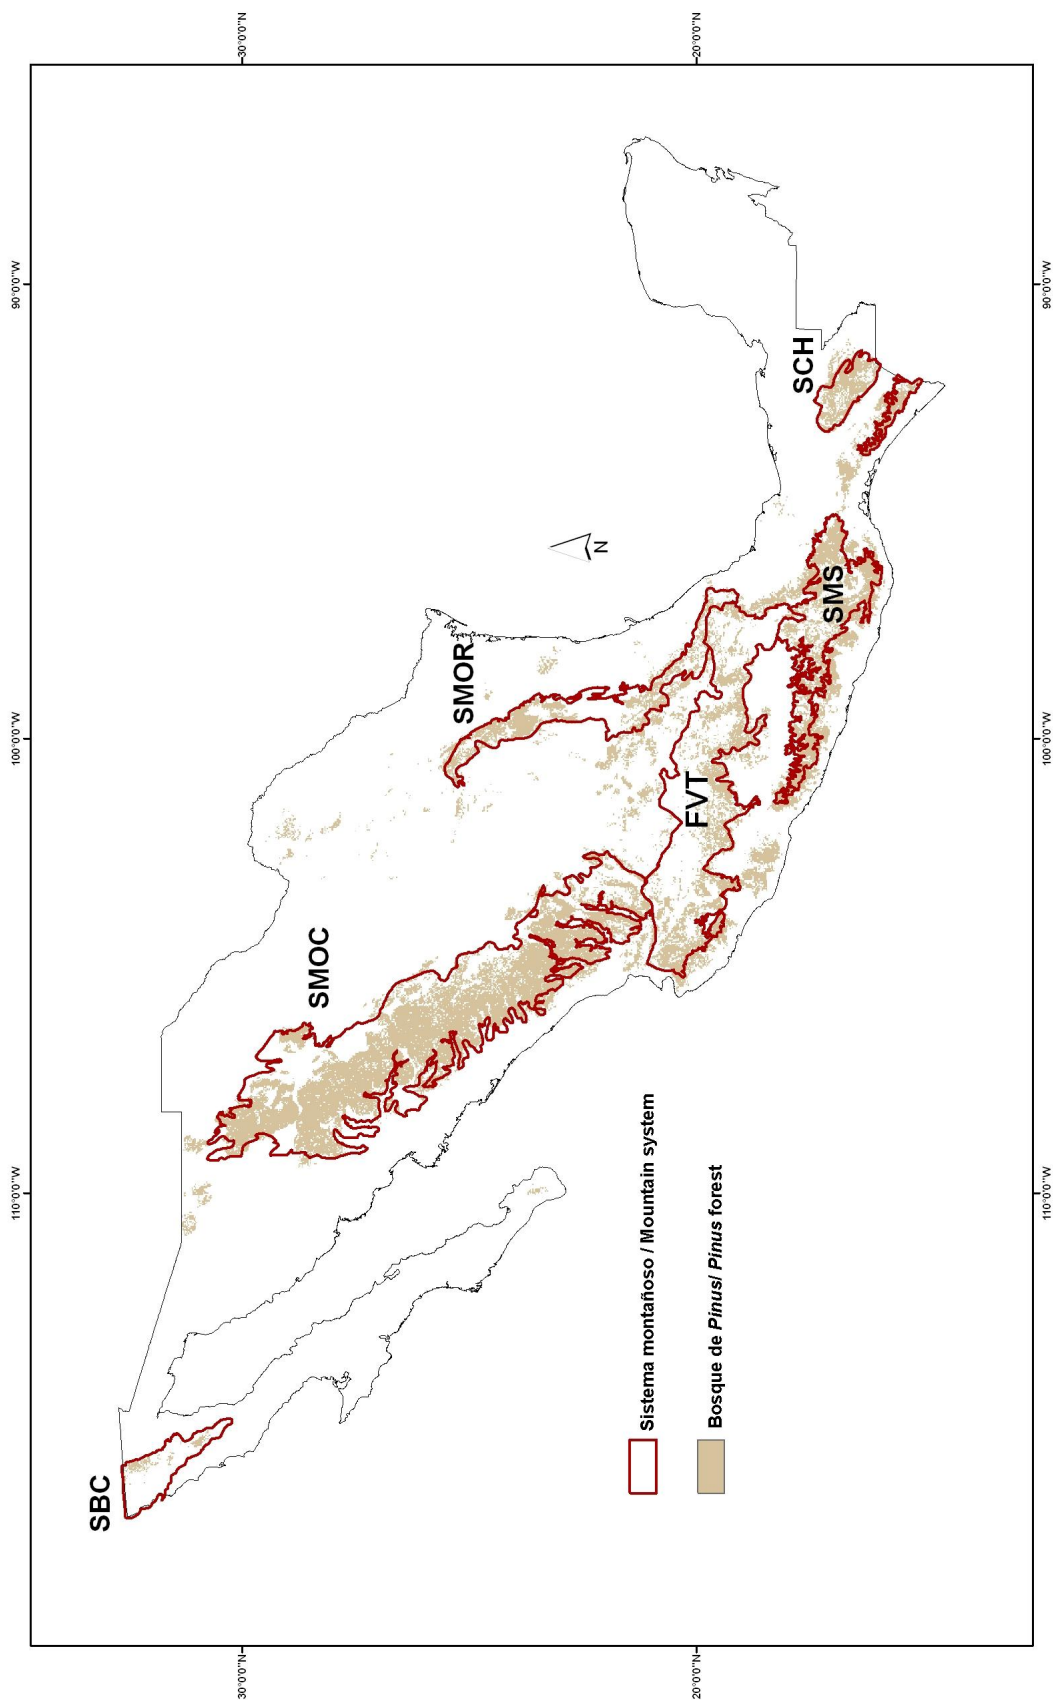 110°0'0"W
100°0'0"W
90°0'0"W
30°0'0"N
30°0'0"N
SBC
SMOC
SMOR
N
20°0'0"N
20°0'0"N
FVT
SCH
SMS
Sistema montañoso / Mountain system
Bosque de Pinus/ Pinus forest
110°0'0"W
100°0'0"W
90°0'0"W